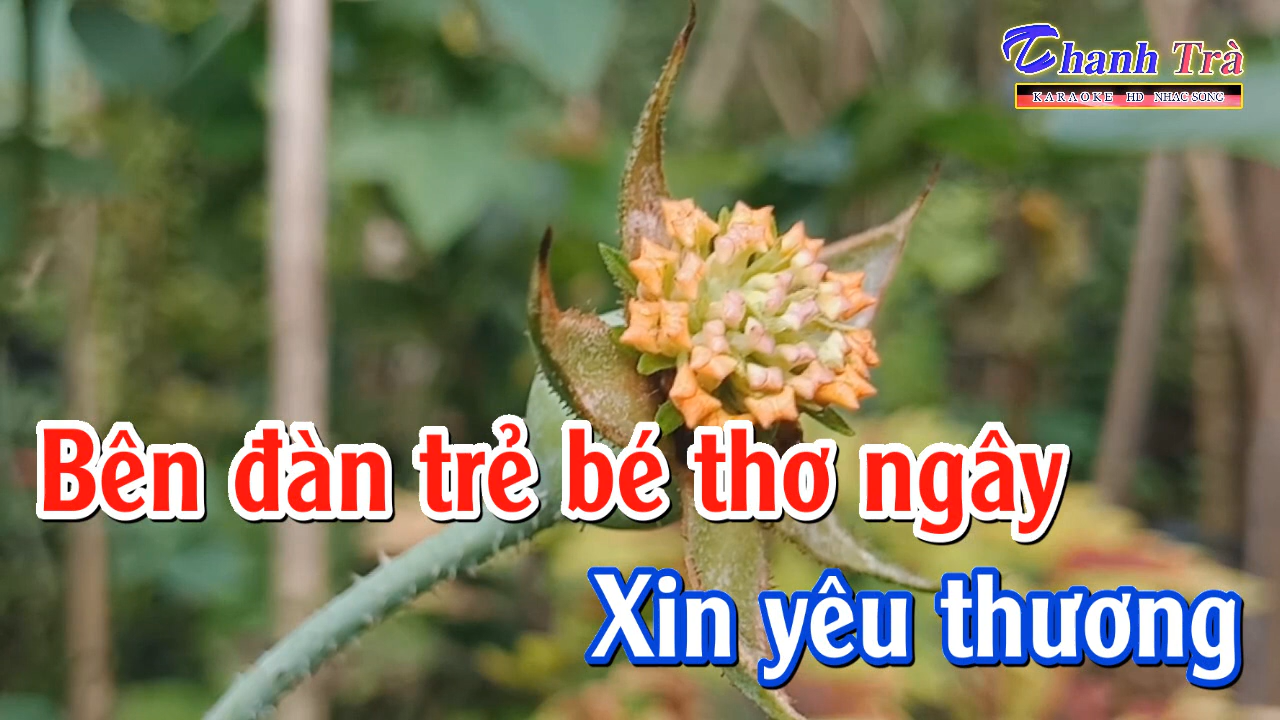 Thanh Trà
KARAOKE HD NHAC SONG
Bên đàn trẻ bé thơ ngây
Xin yêu thương